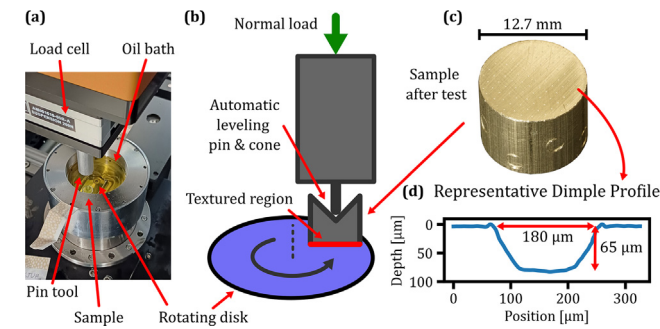 (a)
Load cell
Oil bath
Pin tool
Sample
Rotating disk
(b)
Normal load
Automatic
leveling
pin & cone
Textured region
(c)
12.7 mm
Sample
after test
(d) Representative Dimple Profile
Depth [μm]
0
50
100
180 μm
65 μm
0
100
200
300
Position [μm]